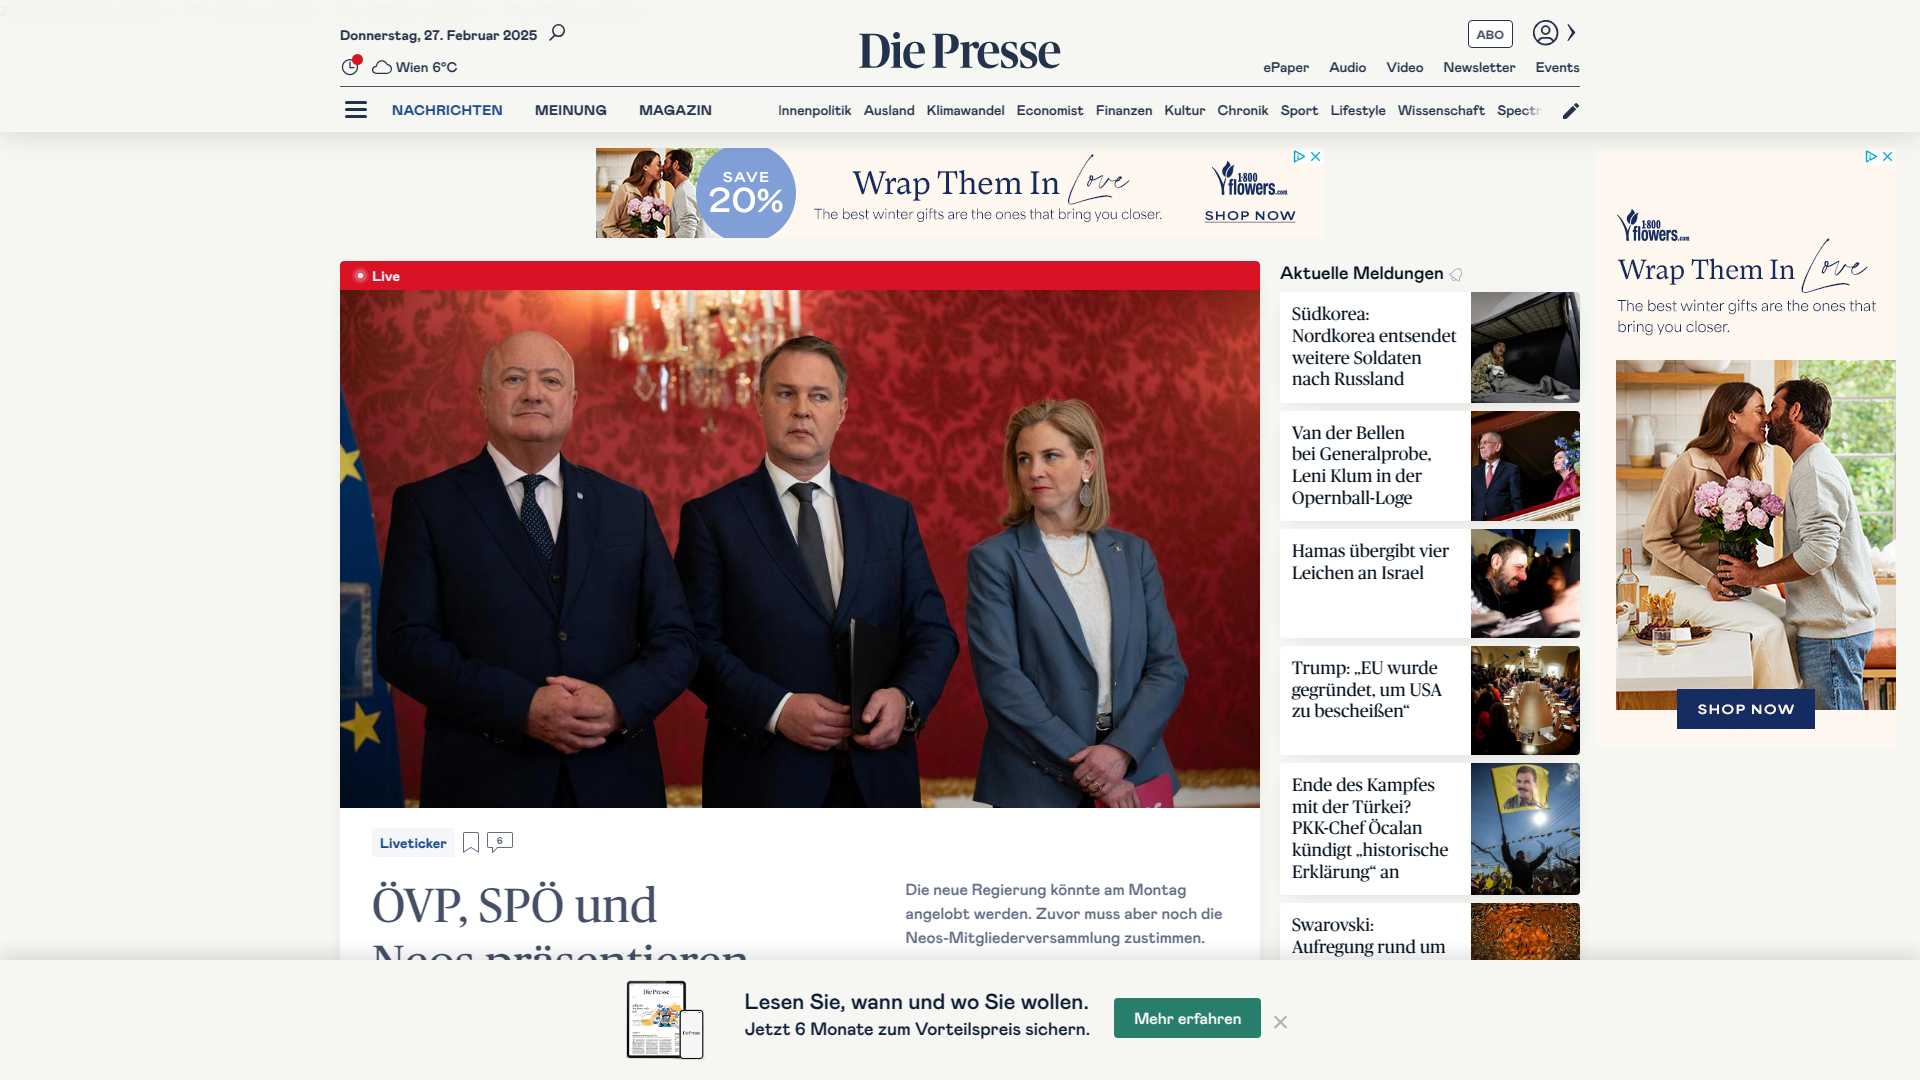 Donnerstag, 27. Februar 2025
Wien 6°C
Die Presse
ABO
ePaper Audio Video Newsletter Events
NACHRICHTEN MEINUNG MAGAZIN
Innenpolitik Ausland Klimawandel Economist Finanzen Kultur Chronik Sport Lifestyle Wissenschaft Spectr
SAVE
20%
Wrap Them In Love
The best winter gifts are the ones that bring you closer.
1-800
flowers.com
SHOP NOW
Live
Liveticker
6
ÖVP, SPÖ und
Neos präsentieren
Die neue Regierung könnte am Montag
angelobt werden. Zuvor muss aber noch die
Neos-Mitgliederversammlung zustimmen.
Aktuelle Meldungen
Südkorea:
Nordkorea entsendet
weitere Soldaten
nach Russland
Van der Bellen
bei Generalprobe,
Leni Klum in der
Opernball-Loge
Hamas übergibt vier
Leichen an Israel
Trump: „EU wurde
gegründet, um USA
zu bescheißen“
Ende des Kampfes
mit der Türkei?
PKK-Chef Öcalan
kündigt „historische
Erklärung“ an
Swarovski:
Aufregung rund um
1-800
flowers.com
Wrap Them In Love
The best winter gifts are the ones that
bring you closer.
SHOP NOW
Die Presse
Die Presse
Lesen Sie, wann und wo Sie wollen.
Jetzt 6 Monate zum Vorteilspreis sichern.
Mehr erfahren